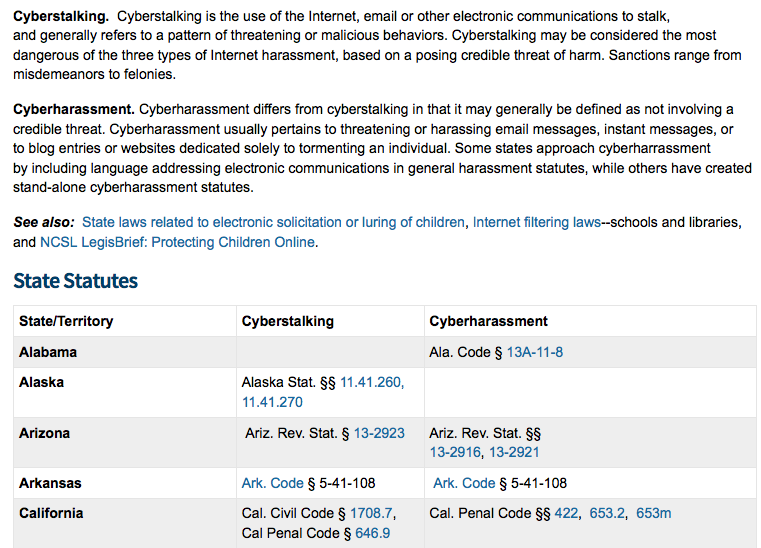 Cyberstalking.  Cyberstalking is the use of the Internet, email or other electronic communications to stalk,
and generally refers to a pattern of threatening or malicious behaviors. Cyberstalking may be considered the most
dangerous of the three types of Internet harassment, based on a posing credible threat of harm. Sanctions range from
misdemeanors to felonies.
Cyberharassment. Cyberharassment differs from cyberstalking in that it may generally be defined as not involving a
credible threat. Cyberharassment usually pertains to threatening or harassing email messages, instant messages, or
to blog entries or websites dedicated solely to tormenting an individual. Some states approach cyberharrassment
by including language addressing electronic communications in general harassment statutes, while others have created
stand-alone cyberharassment statutes.
See also:  State laws related to electronic solicitation or luring of children, Internet filtering laws--schools and libraries,
and NCSL LegisBrief: Protecting Children Online.
State Statutes
State/Territory Cyberstalking Cyberharassment
Alabama Ala. Code § 13A-11-8
Alaska Alaska Stat. §§ 11.41.260,
11.41.270
Arizona Ariz. Rev. Stat. § 13-2923 Ariz. Rev. Stat. §§
13-2916, 13-2921
Arkansas Ark. Code § 5-41-108 Ark. Code § 5-41-108
California Cal. Civil Code § 1708.7, Cal. Penal Code §§ 422,  653.2,  653m
Cal Penal Code § 646.9